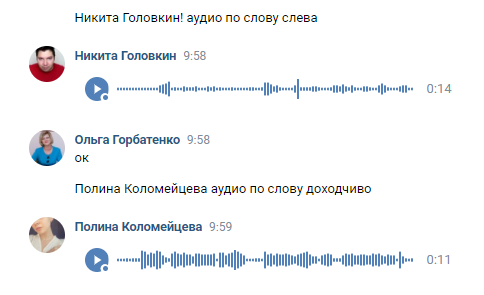 Никита Головкин! аудио по слову слева
Никита Головкин 9:58
0:14
Ольга Горбатенко 9:58
ок
Полина Коломейцева аудио по слову доходчиво
Полина Коломейцева 9:59
0:11